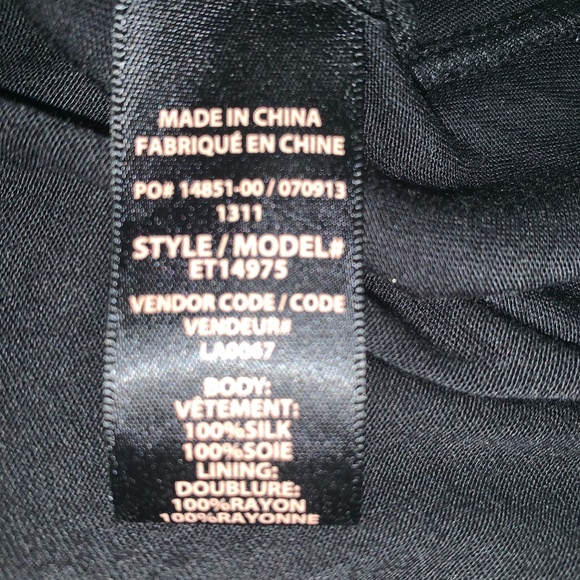 MADE IN CHINA
FABRIQUÉ EN CHINE
PO# 14851-00 / 070913
1311
STYLE / MODEL#
ET14975
VENDOR CODE / CODE
VENDEUR#
LA0067
BODY:
VÊTEMENT:
100%SILK
100%SOIE
LINING:
DOUBLURE:
100%RAYON
100%RAYONNE